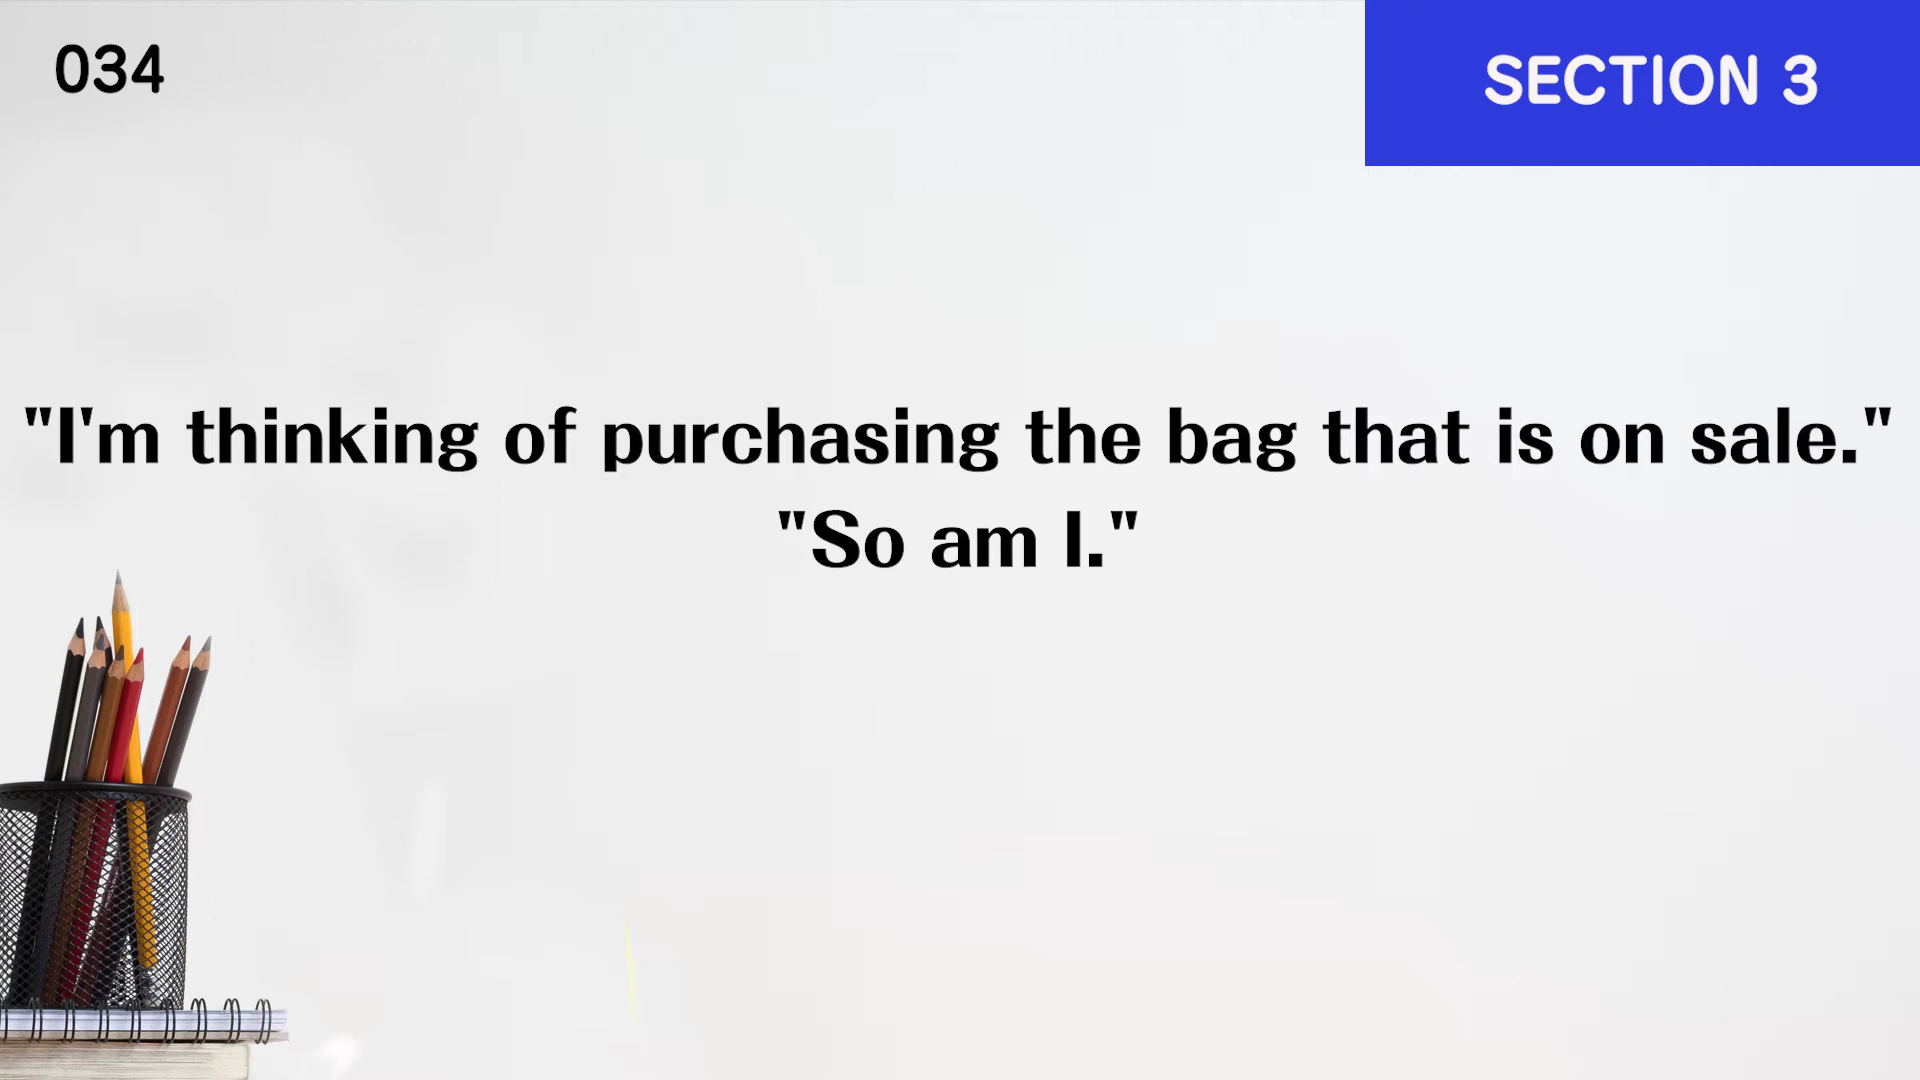 034
SECTION 3
"I'm thinking of purchasing the bag that is on sale."
"So am I."